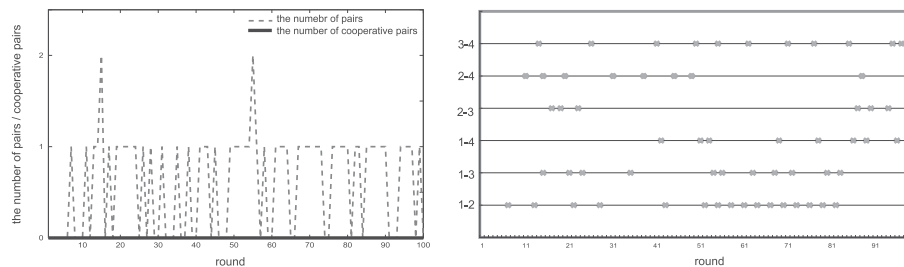 the numebr of pairs
the number of cooperative pairs
the number of pairs / cooperative pairs
2
1
0
10 20 30 40 50 60 70 80 90 100
round
3-4
2-4
2-3
1-4
1-3
1-2
1 11 21 31 41 51 61 71 81 91
round